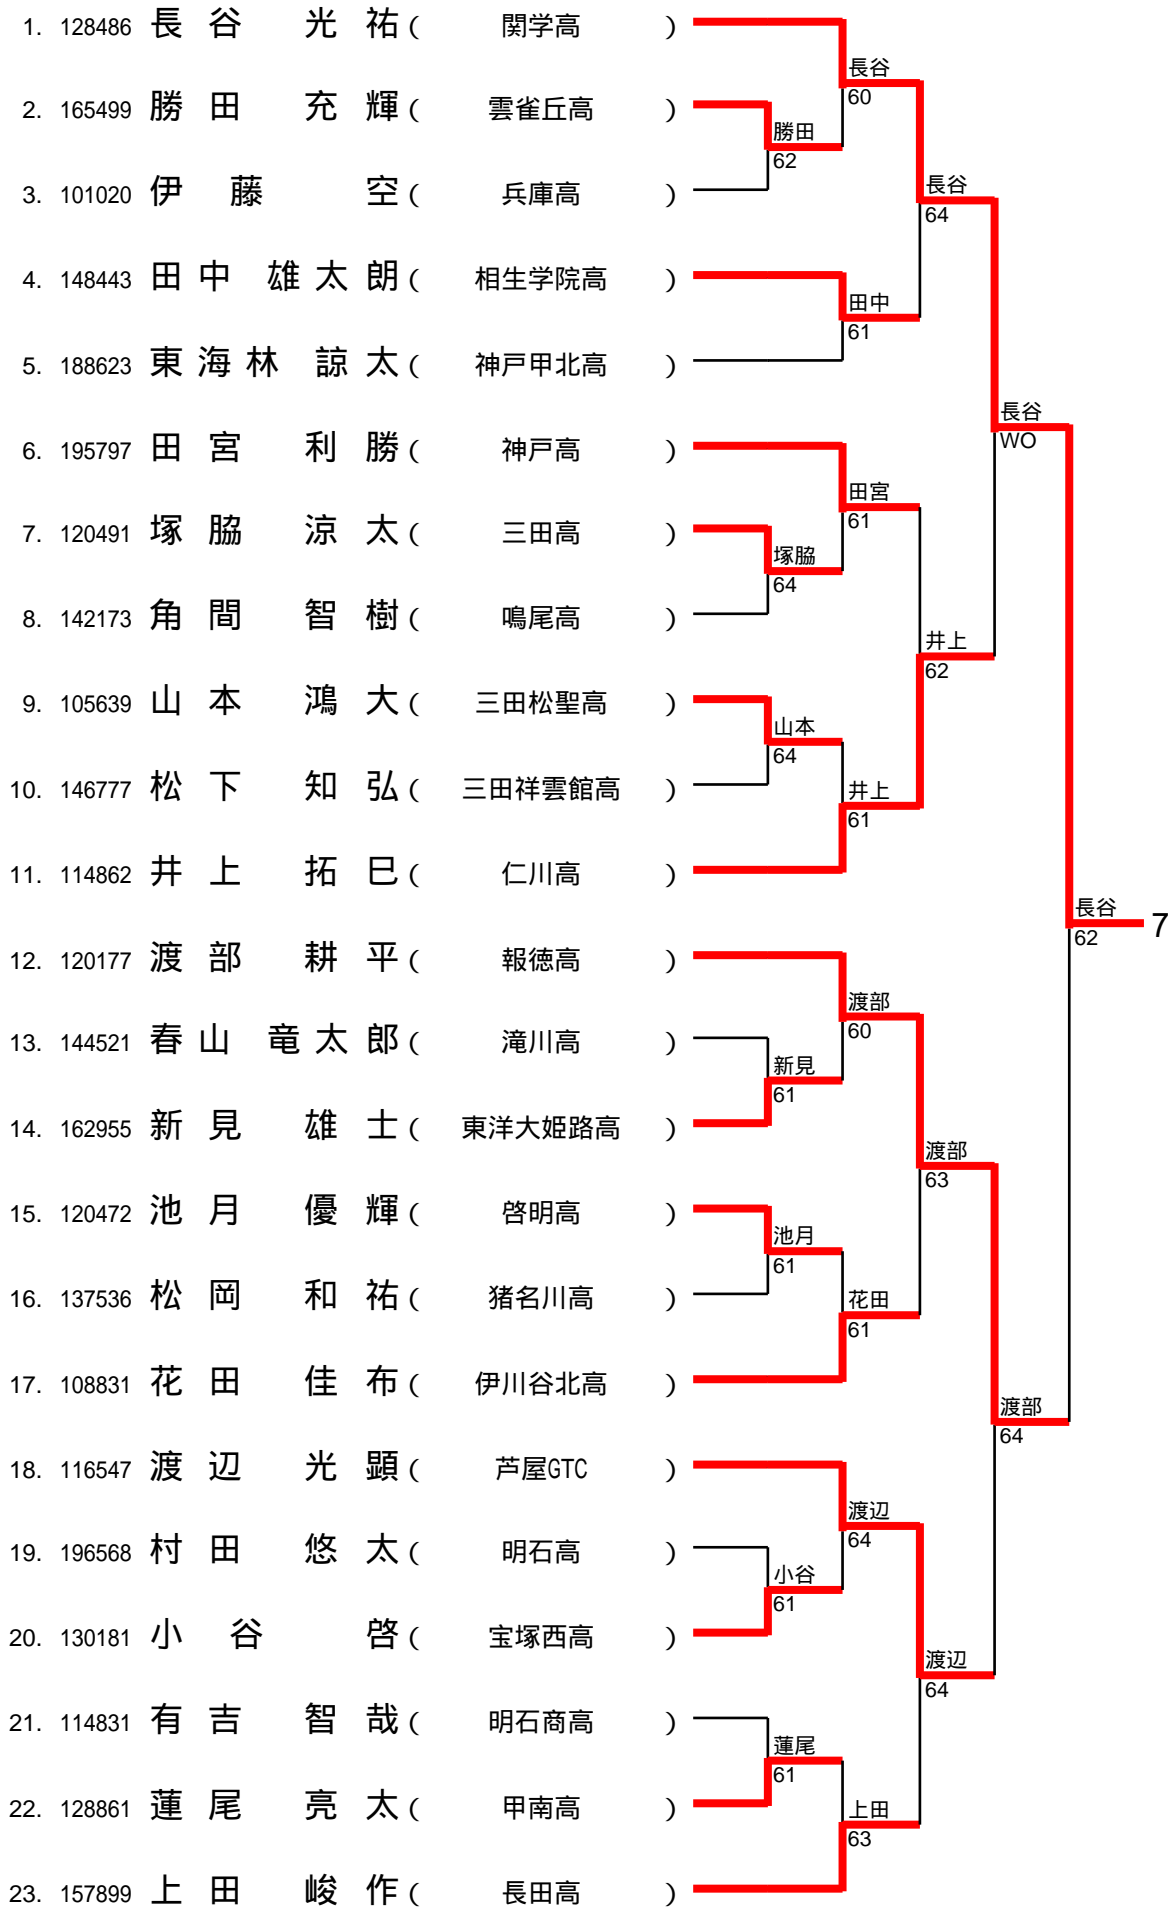 1. 128486 長谷 光祐 ( 関学高 )
長谷
60
2. 165499 勝田 充輝 ( 雲雀丘高 )
勝田
62
3. 101020 伊藤 空 ( 兵庫高 )
長谷
64
4. 148443 田中 雄太朗 ( 相生学院高 )
田中
61
5. 188623 東海林 諒太 ( 神戸甲北高 )
長谷
WO
6. 195797 田宮 利勝 ( 神戸高 )
田宮
61
7. 120491 塚脇 涼太 ( 三田高 )
塚脇
64
8. 142173 角間 智樹 ( 鳴尾高 )
井上
62
9. 105639 山本 鴻大 ( 三田松聖高 )
山本
64
10. 146777 松下 知弘 ( 三田祥雲館高 )
井上
61
11. 114862 井上 拓巳 ( 仁川高 )
長谷
62
7
12. 120177 渡部 耕平 ( 報徳高 )
渡部
60
13. 144521 春山 竜太郎 ( 滝川高 )
新見
61
14. 162955 新見 雄士 ( 東洋大姫路高 )
渡部
63
15. 120472 池月 優輝 ( 啓明高 )
池月
61
16. 137536 松岡 和祐 ( 猪名川高 )
花田
61
17. 108831 花田 佳布 ( 伊川谷北高 )
渡部
64
18. 116547 渡辺 光顕 ( 芦屋GTC )
渡辺
64
19. 196568 村田 悠太 ( 明石高 )
小谷
61
20. 130181 小谷 啓 ( 宝塚西高 )
渡辺
64
21. 114831 有吉 智哉 ( 明石商高 )
蓮尾
61
22. 128861 蓮尾 亮太 ( 甲南高 )
上田
63
23. 157899 上田 峻作 ( 長田高 )